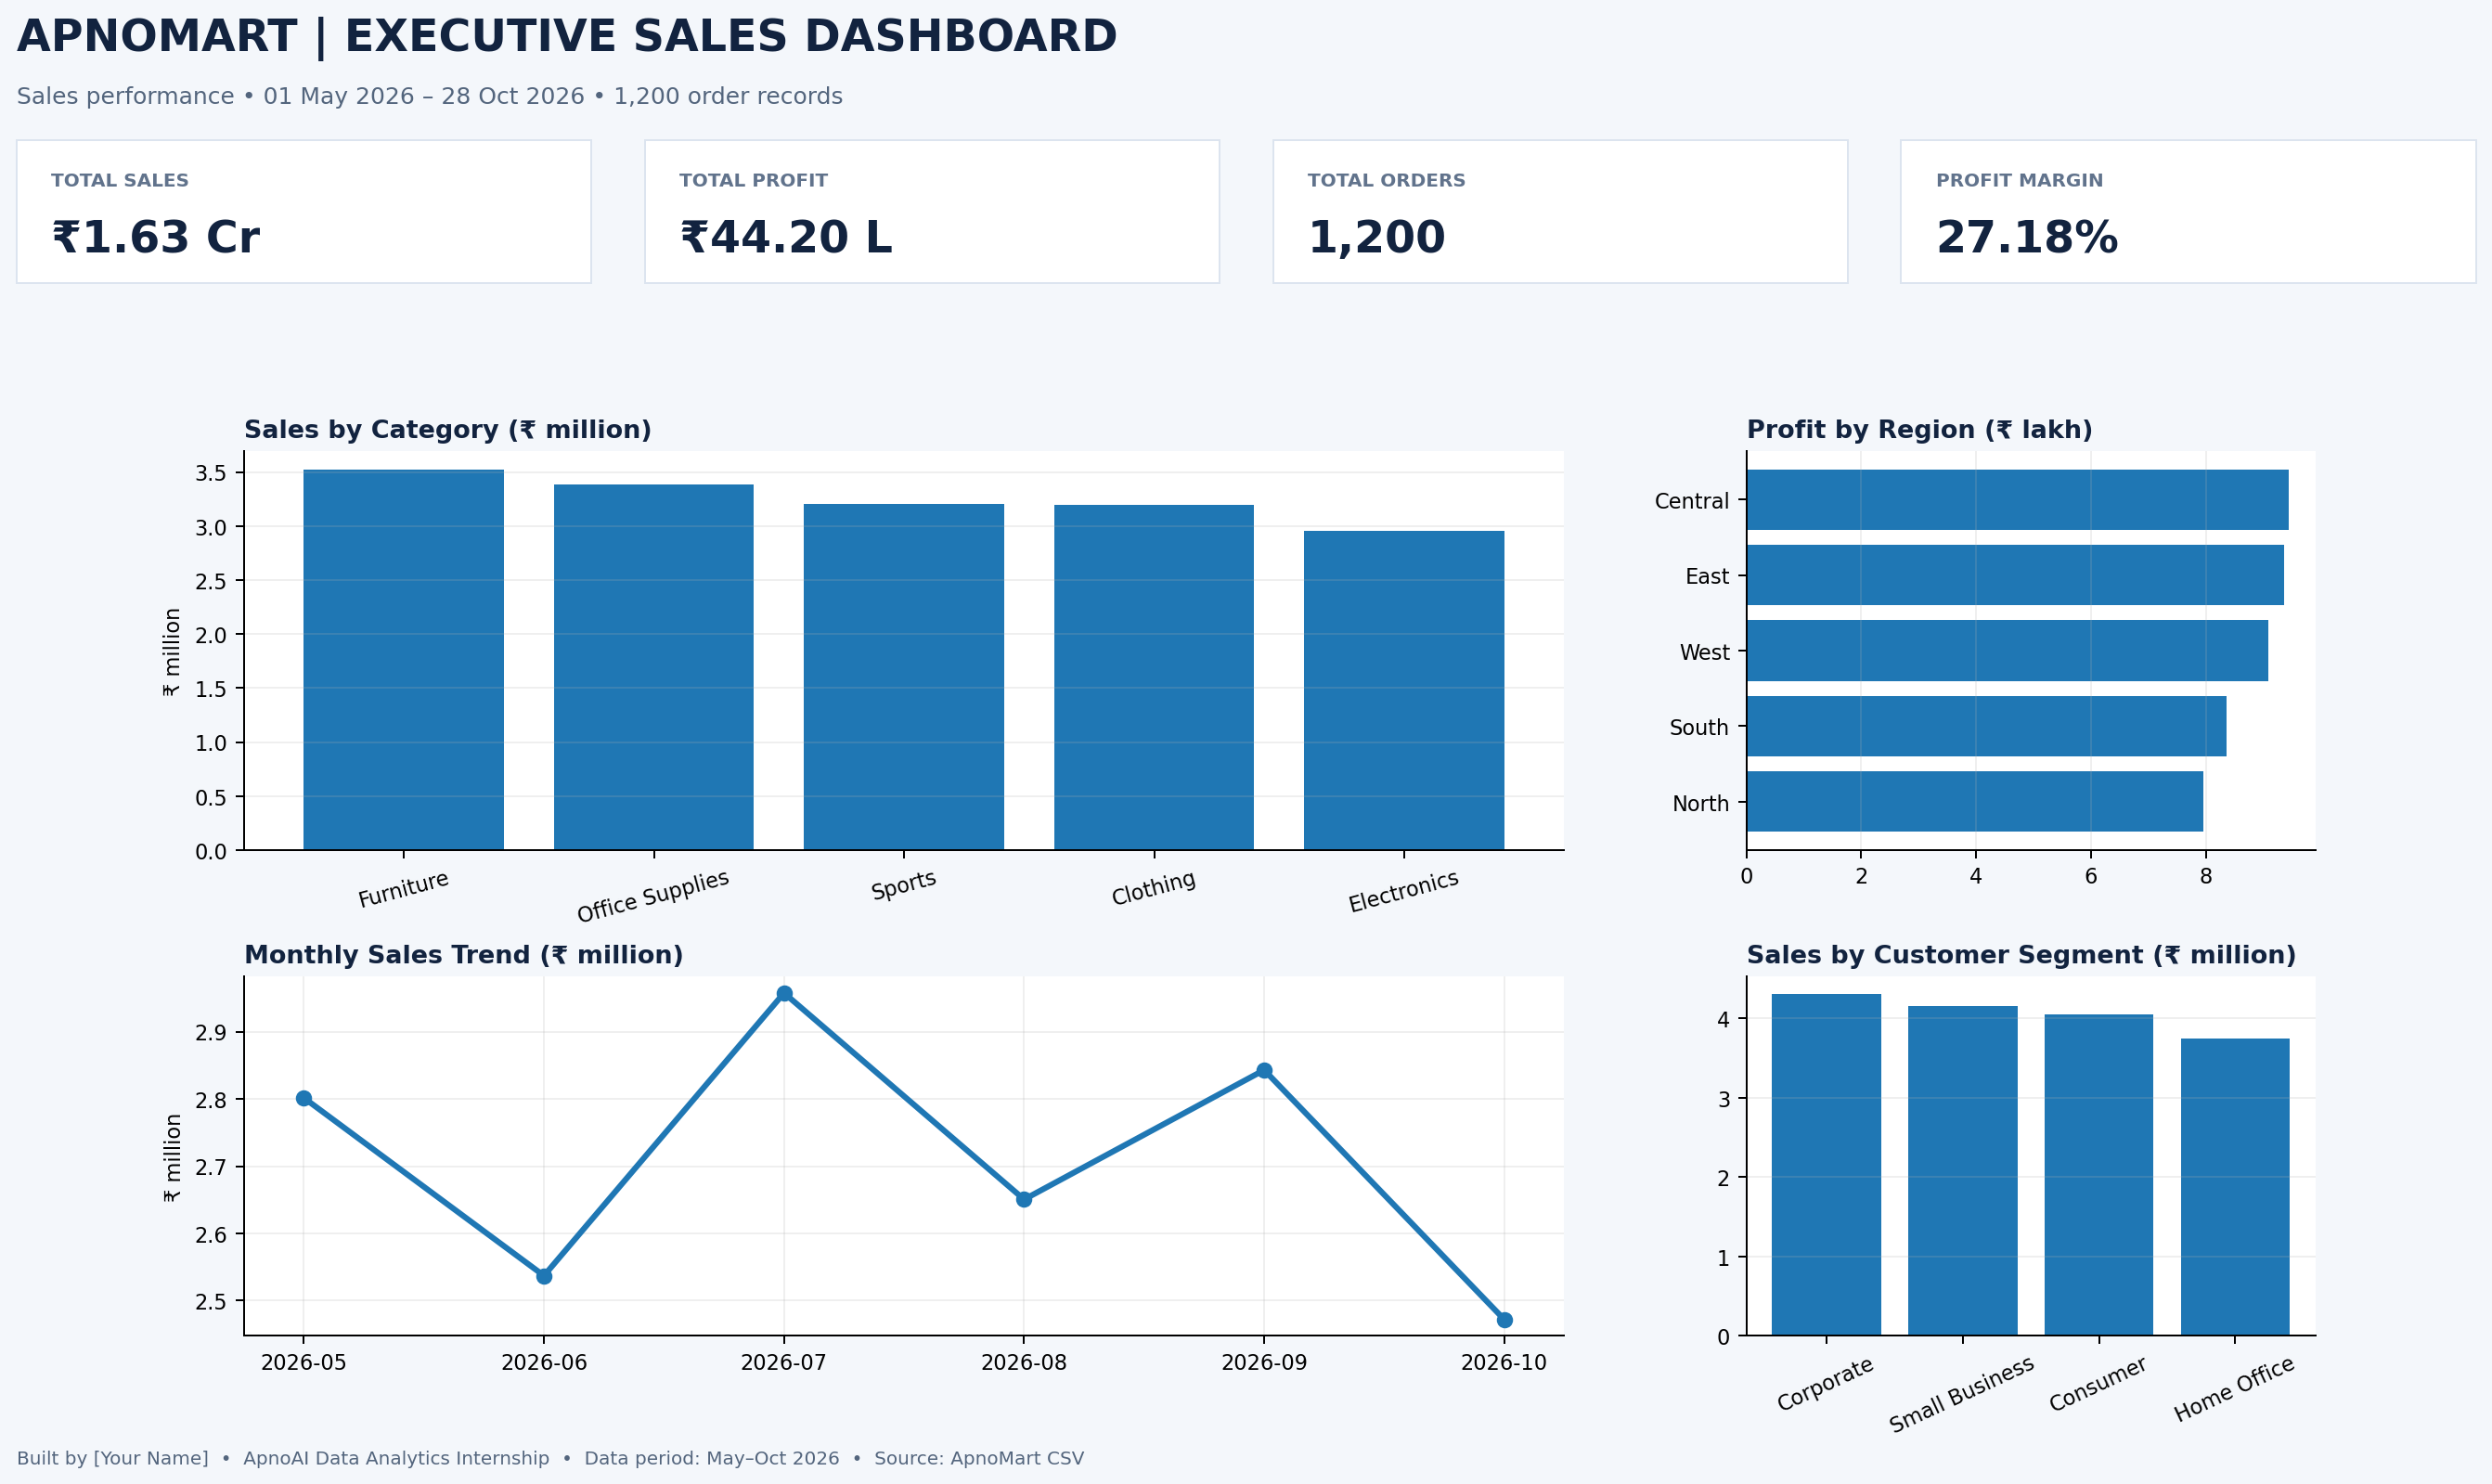 APNOMART | EXECUTIVE SALES DASHBOARD
Sales performance • 01 May 2026 – 28 Oct 2026 • 1,200 order records
TOTAL SALES
₹1.63 Cr
TOTAL PROFIT
₹44.20 L
TOTAL ORDERS
1,200
PROFIT MARGIN
27.18%
Sales by Category (₹ million)
₹ million
3.5
3.0
2.5
2.0
1.5
1.0
0.5
0.0
Furniture
Office Supplies
Sports
Clothing
Electronics
Profit by Region (₹ lakh)
Central
East
West
South
North
0 2 4 6 8
Monthly Sales Trend (₹ million)
₹ million
2.9
2.8
2.7
2.6
2.5
2026-05 2026-06 2026-07 2026-08 2026-09 2026-10
Sales by Customer Segment (₹ million)
4
3
2
1
0
Corporate
Small Business
Consumer
Home Office
Built by [Your Name] • ApnoAI Data Analytics Internship • Data period: May–Oct 2026 • Source: ApnoMart CSV